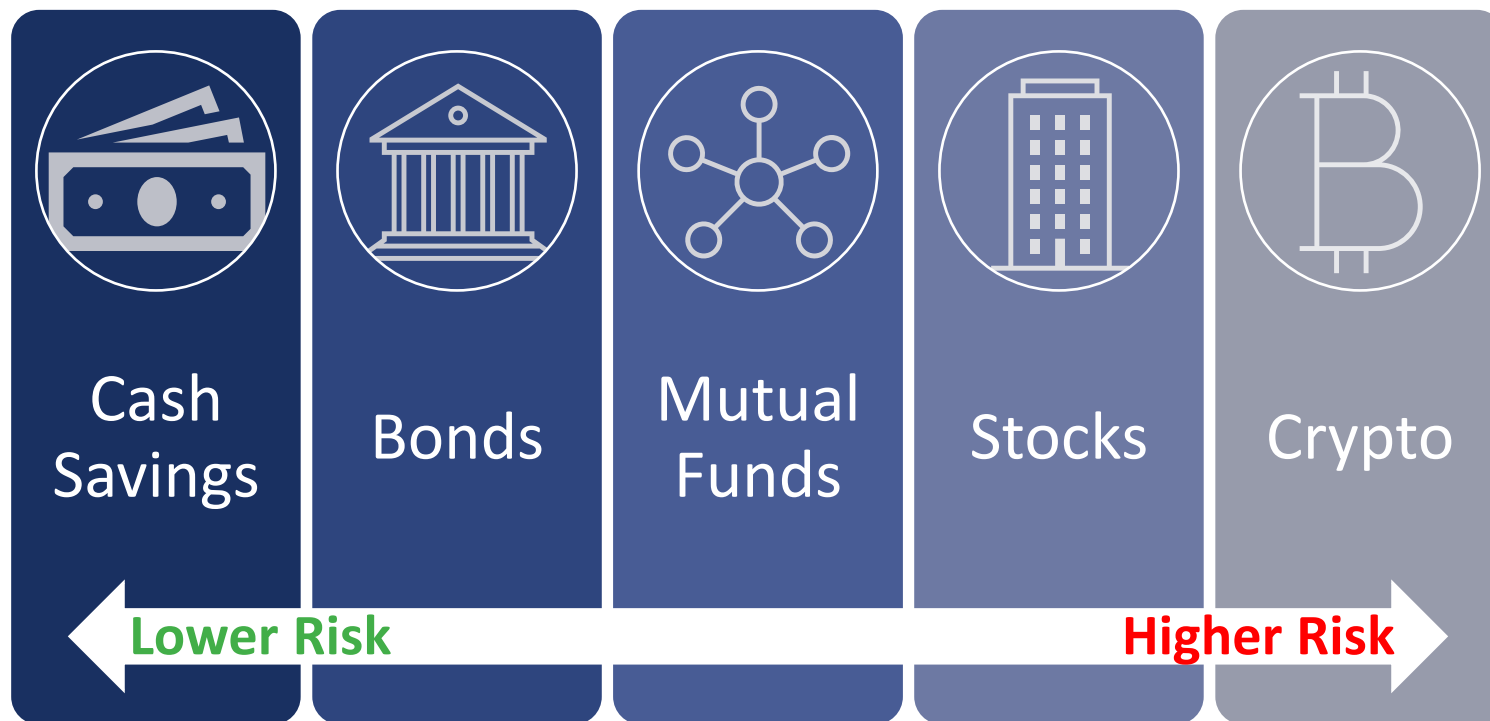 Cash
Savings
Bonds
Mutual
Funds
Stocks
Crypto
Lower Risk
Higher Risk